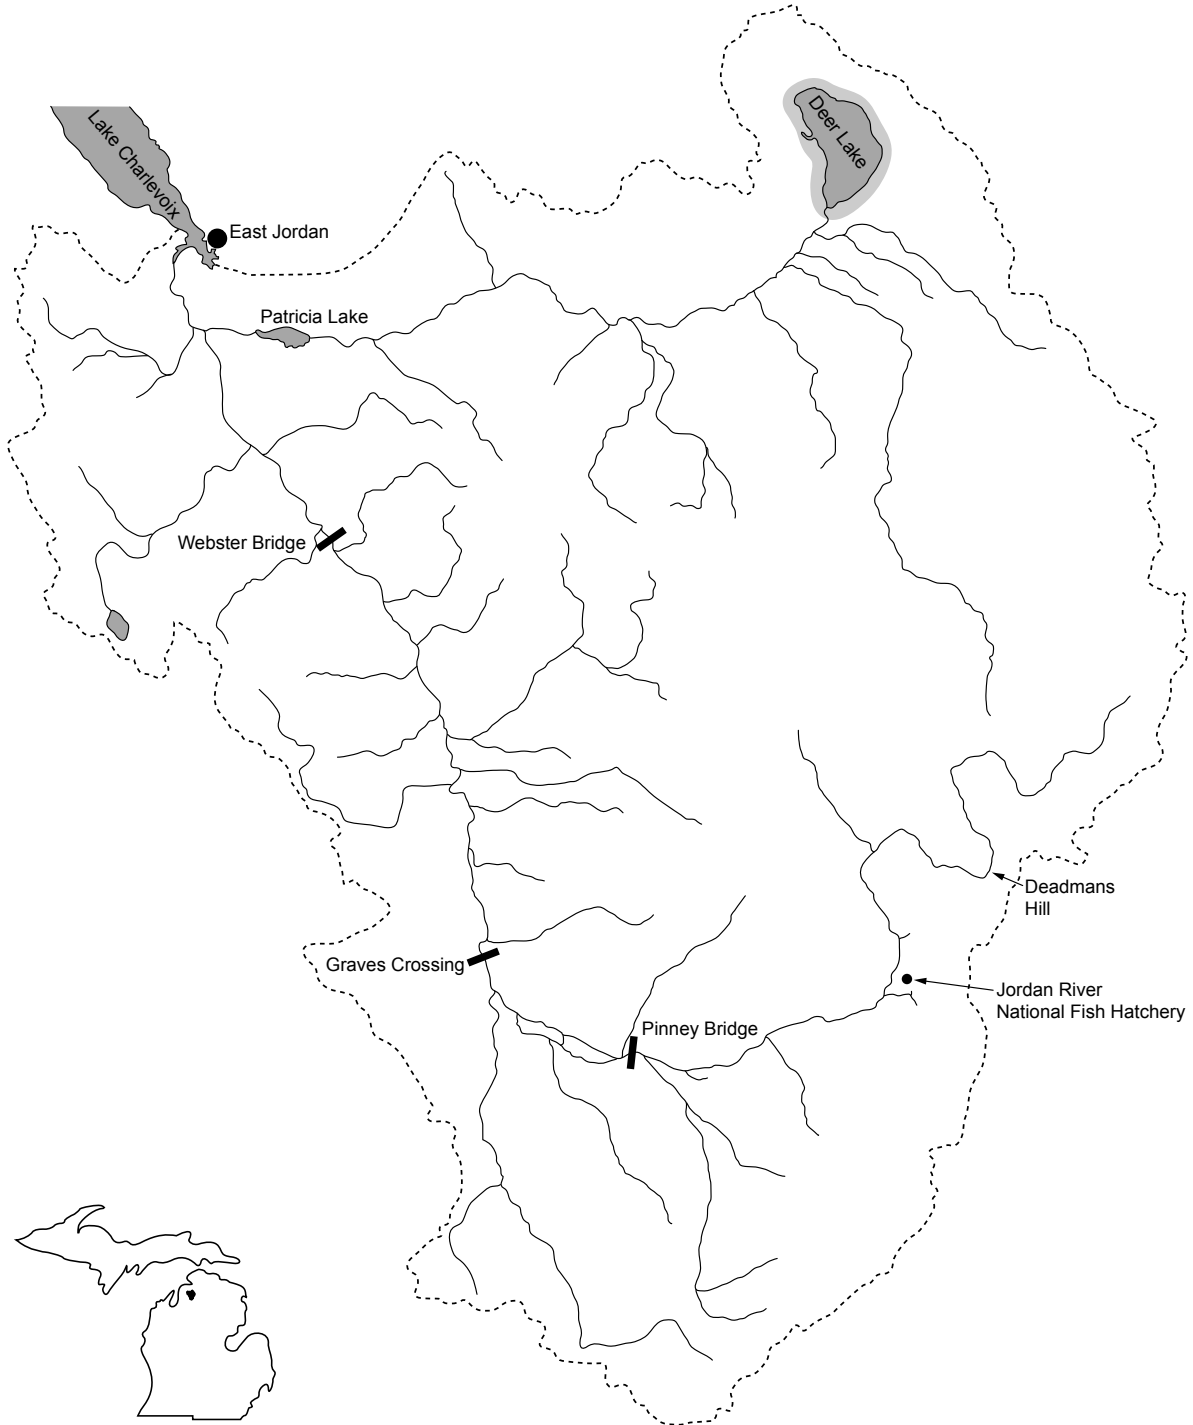 Deer Lake
Lake Charlevoix
East Jordan
Patricia Lake
Webster Bridge
Deadmans
Hill
Graves Crossing
Jordan River
National Fish Hatchery
Pinney Bridge